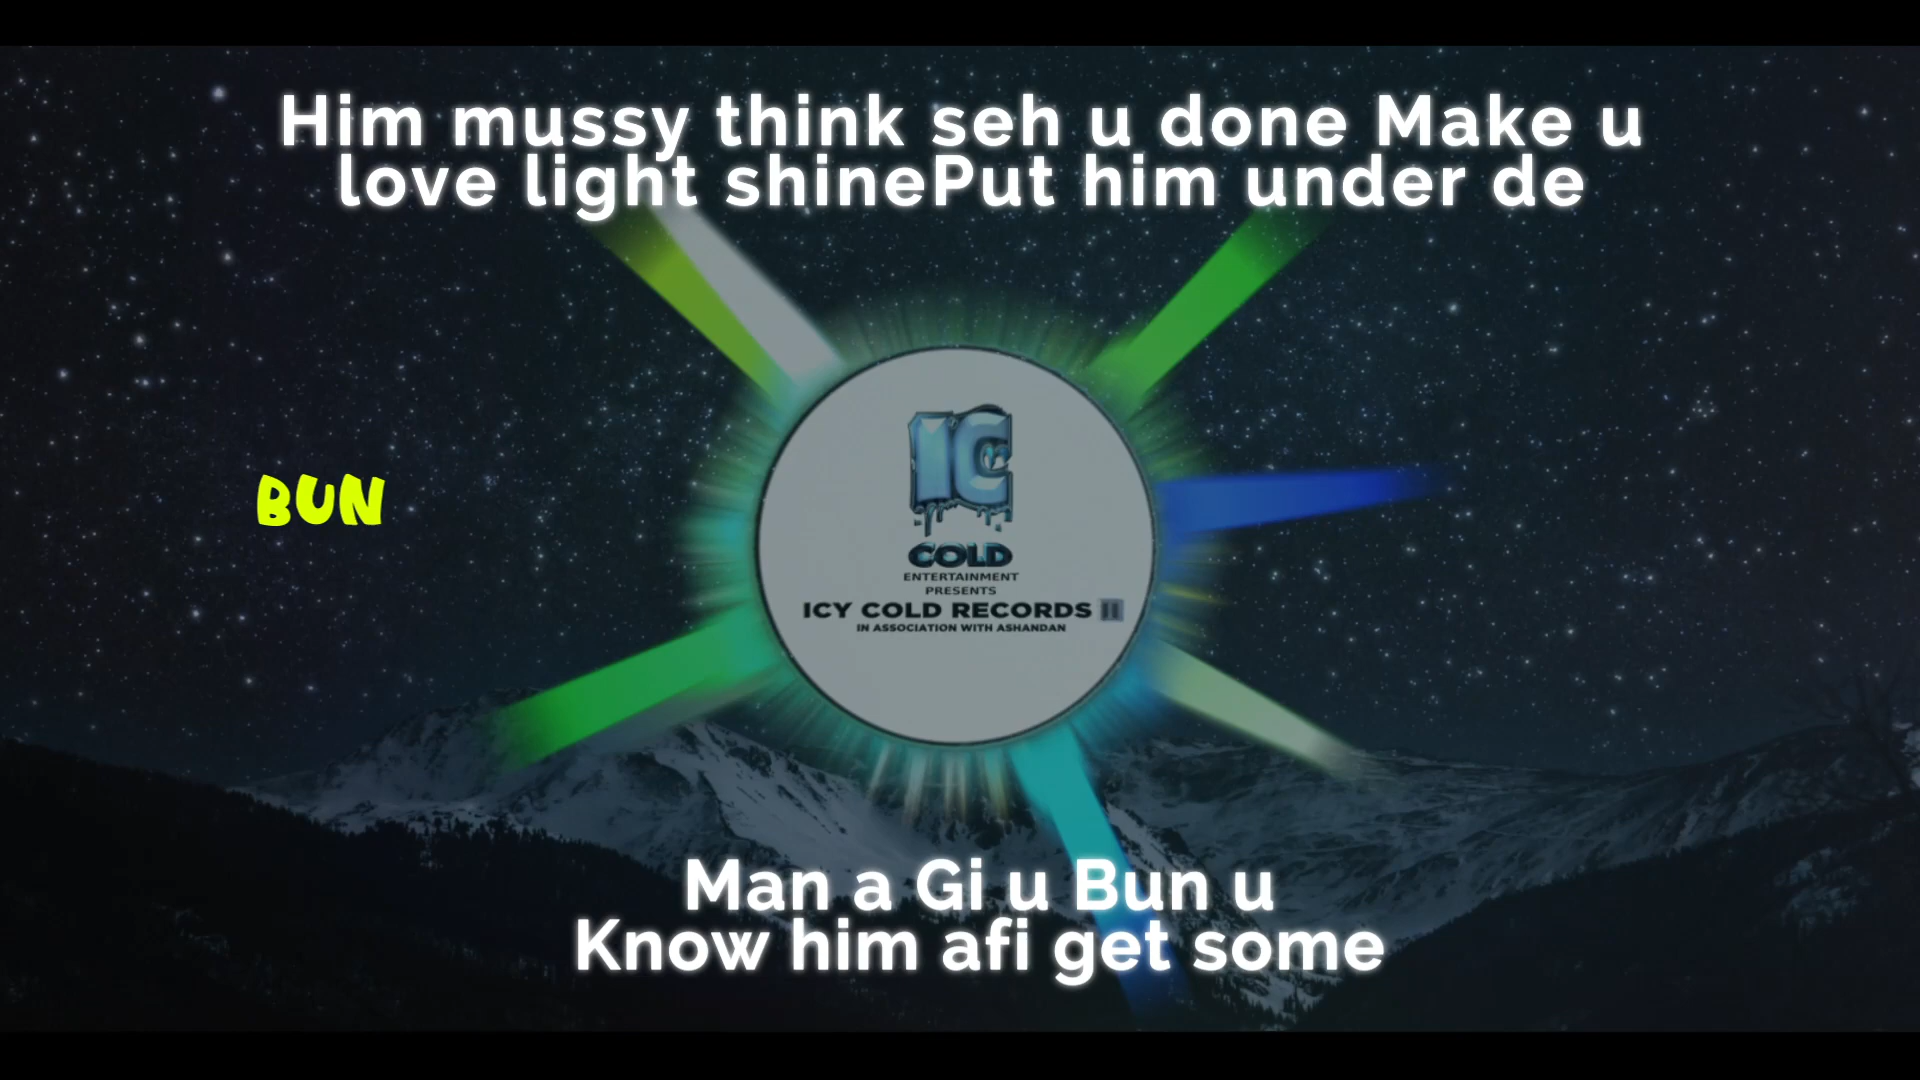 Him mussy think seh u done Make u
love light shinePut him under de
BUN
IC
COLD
ENTERTAINMENT
PRESENTS
ICY COLD RECORDS
IN ASSOCIATION WITH ASHANDAN
Man a Gi u Bun u
Know him afi get some